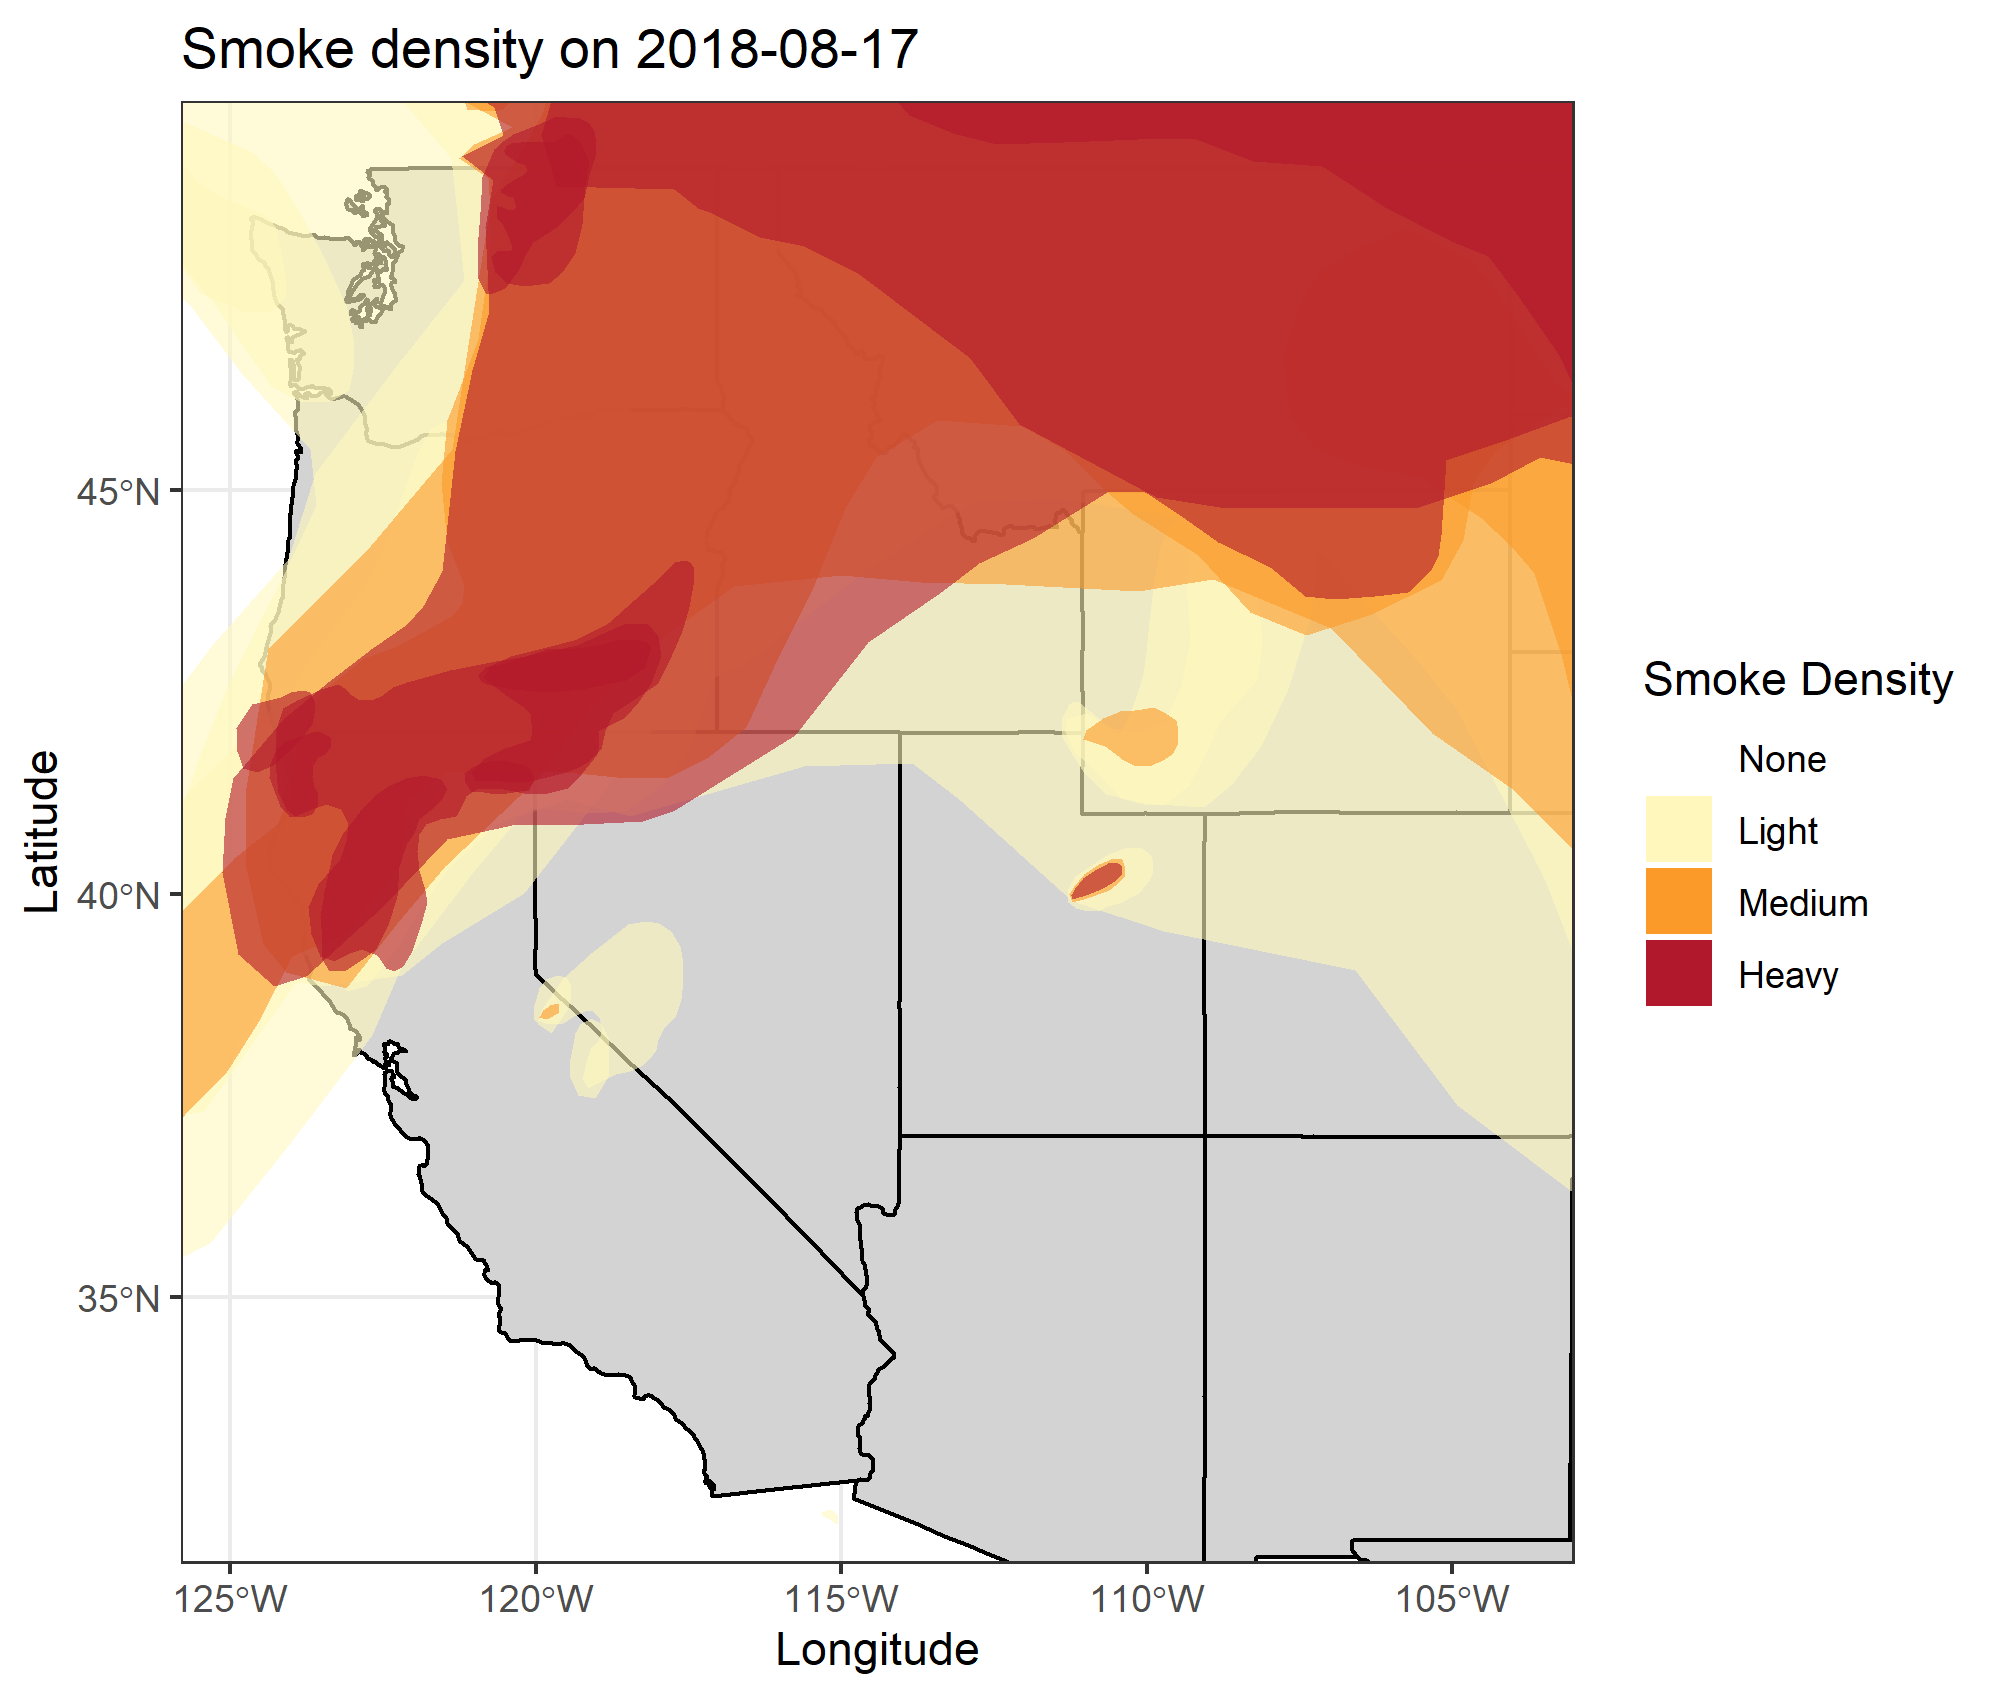 Smoke density on 2018-08-17
45°N
40°N
35°N
Latitude
125°W 120°W 115°W 110°W 105°W
Longitude
Smoke Density
None
Light
Medium
Heavy